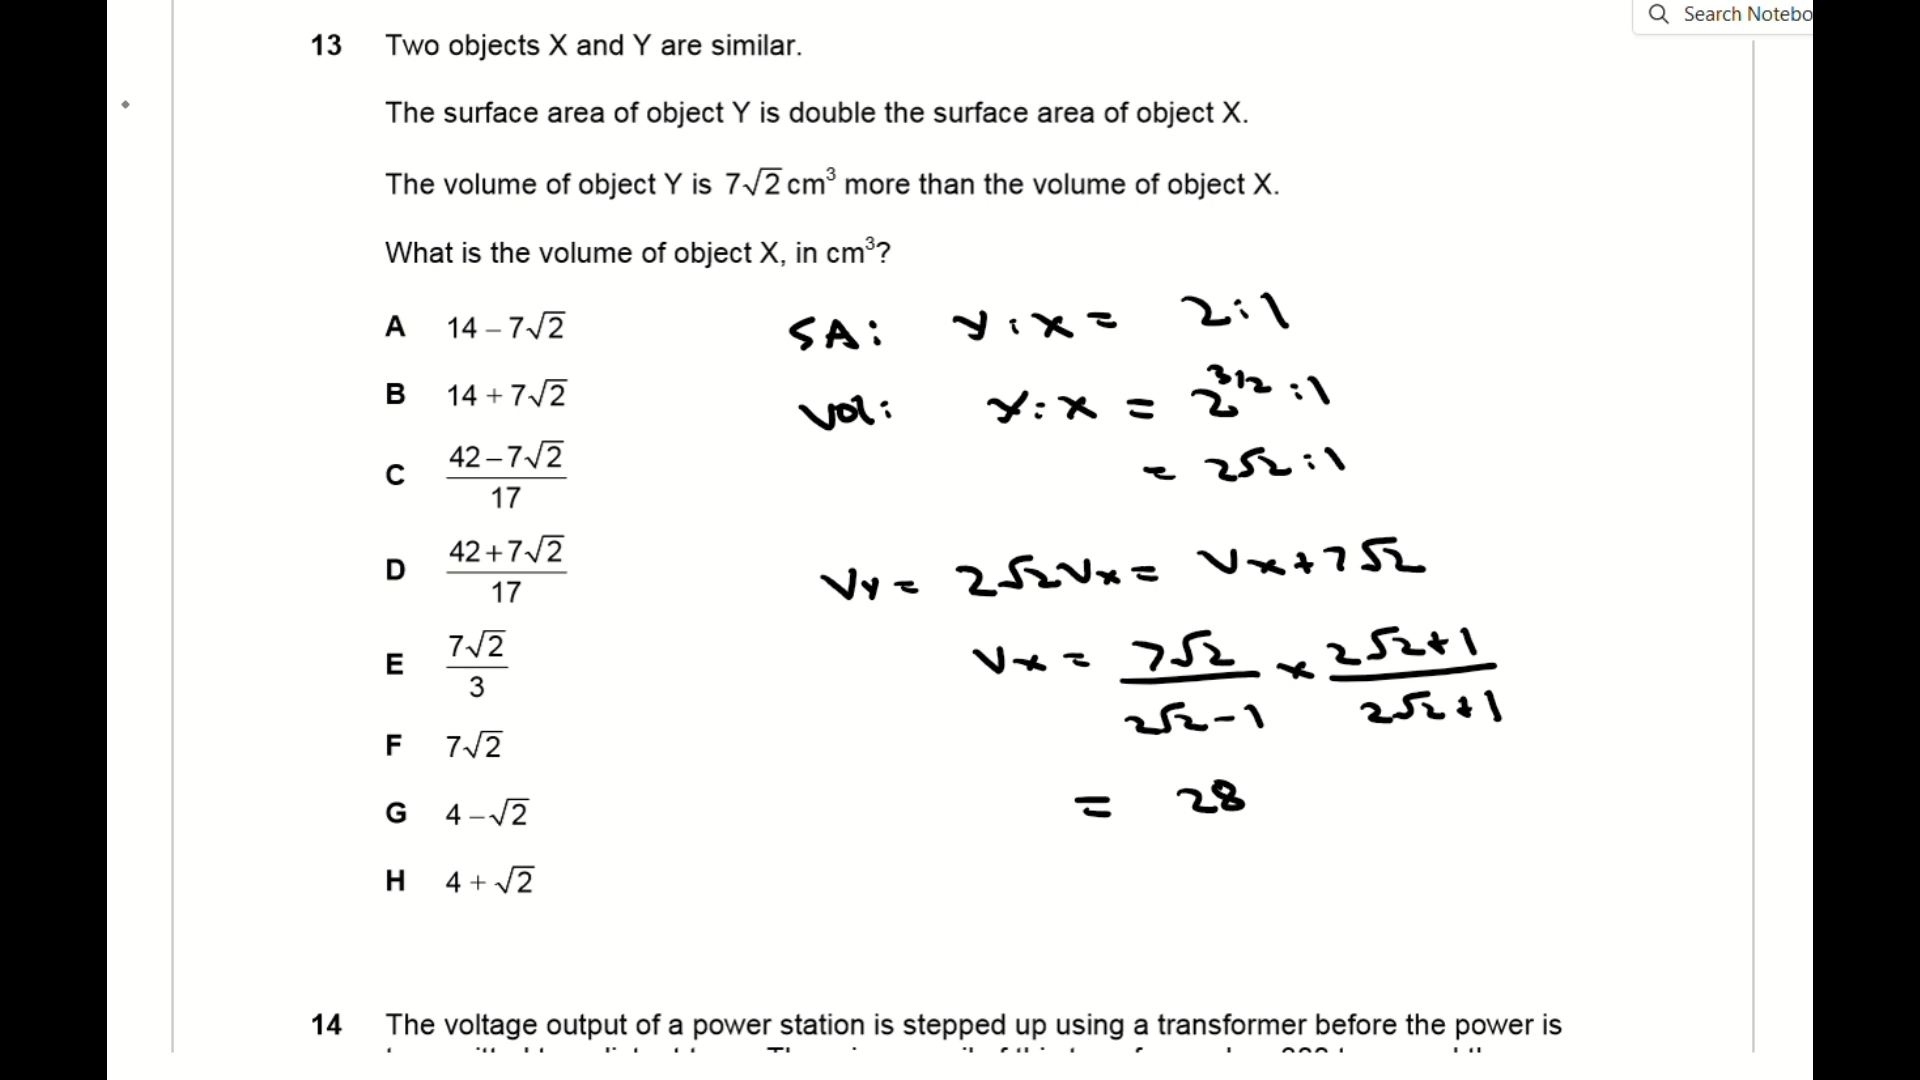 Search Notebo
13 Two objects X and Y are similar.
The surface area of object Y is double the surface area of object X.
The volume of object Y is 7√2 cm³ more than the volume of object X.
What is the volume of object X, in cm³?
A 14 – 7√2
B 14 + 7√2
C (42 – 7√2)/17
D (42 + 7√2)/17
E 7√2/3
F 7√2
G 4 – √2
H 4 + √2
SA: Y : X = 2 : 1
Vol: Y : X = 2^3/2 : 1
= 2√2 : 1
Vy = 2√2Vx = Vx + 7√2
Vx = 7√2/(2√2 - 1) × (2√2 + 1)/(2√2 + 1)
= 28
14 The voltage output of a power station is stepped up using a transformer before the power is